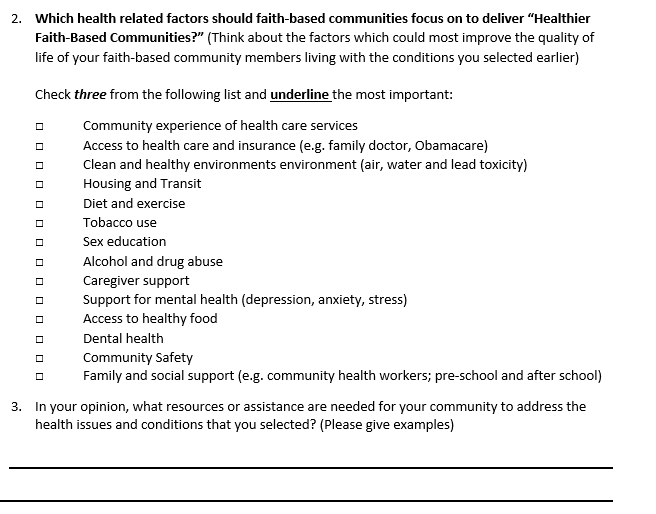 2. Which health related factors should faith-based communities focus on to deliver “Healthier
Faith-Based Communities?” (Think about the factors which could most improve the quality of
life of your faith-based community members living with the conditions you selected earlier)
Check three from the following list and underline the most important:
□ Community experience of health care services
□ Access to health care and insurance (e.g. family doctor, Obamacare)
□ Clean and healthy environments environment (air, water and lead toxicity)
□ Housing and Transit
□ Diet and exercise
□ Tobacco use
□ Sex education
□ Alcohol and drug abuse
□ Caregiver support
□ Support for mental health (depression, anxiety, stress)
□ Access to healthy food
□ Dental health
□ Community Safety
□ Family and social support (e.g. community health workers; pre-school and after school)
3. In your opinion, what resources or assistance are needed for your community to address the
health issues and conditions that you selected? (Please give examples)